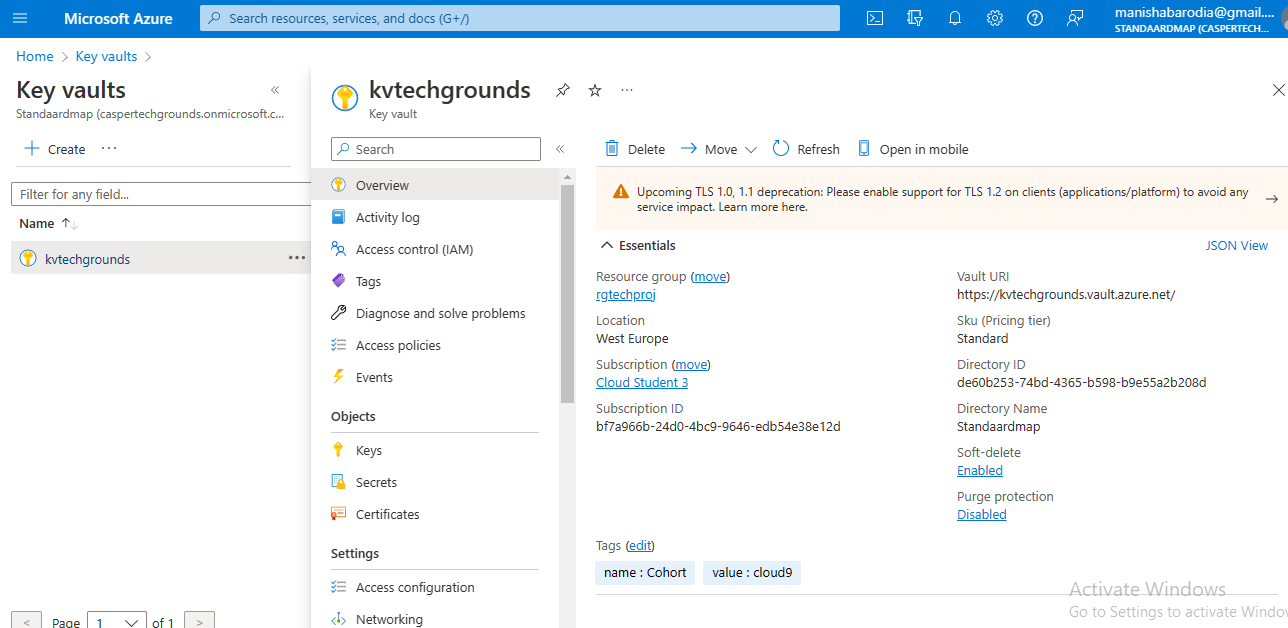 Microsoft Azure
Search resources, services, and docs (G+/)
manishabarodia@gmail....
STANDAARDMAP (CASPERTECH...
Home > Key vaults >
Key vaults «
Standaardmap (caspertechgrounds.onmicrosoft.c...
+ Create ...
Filter for any field...
Name ↑↓
kvtechgrounds ...
< Page 1 of 1 >
kvtechgrounds ...
Key vault
Search «
Overview
Activity log
Access control (IAM)
Tags
Diagnose and solve problems
Access policies
Events
Objects
Keys
Secrets
Certificates
Settings
Access configuration
Networking
Delete Move Refresh Open in mobile
Upcoming TLS 1.0, 1.1 deprecation: Please enable support for TLS 1.2 on clients (applications/platform) to avoid any
service impact. Learn more here.
Essentials
JSON View
Resource group (move)
rgtechproj
Location
West Europe
Subscription (move)
Cloud Student 3
Subscription ID
bf7a966b-24d0-4bc9-9646-edb54e38e12d
Vault URI
https://kvtechgrounds.vault.azure.net/
Sku (Pricing tier)
Standard
Directory ID
de60b253-74bd-4365-b598-b9e55a2b208d
Directory Name
Standaardmap
Soft-delete
Enabled
Purge protection
Disabled
Tags (edit)
name : Cohort
value : cloud9
Activate Windows
Go to Settings to activate Window